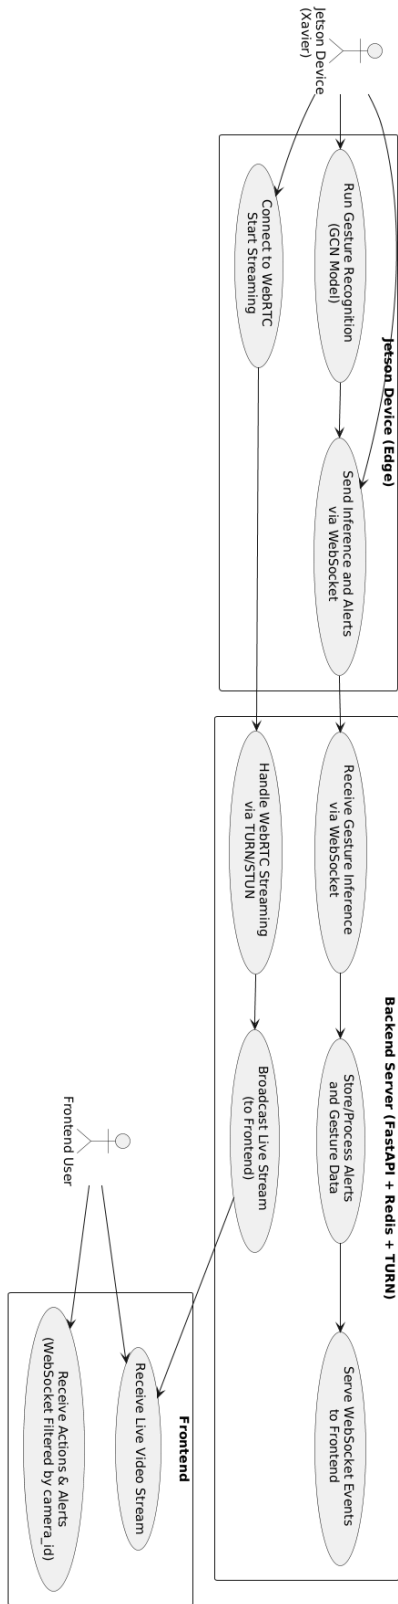 Jetson Device
(Xavier)
Jetson Device (Edge)
Run Gesture Recognition
(GCN Model)
Connect to WebRTC
Start Streaming
Send Inference and Alerts
via WebSocket
Backend Server (FastAPI + Redis + TURN)
Receive Gesture Inference
via WebSocket
Handle WebRTC Streaming
via TURN/STUN
Store/Process Alerts
and Gesture Data
Broadcast Live Stream
(to Frontend)
Serve WebSocket Events
to Frontend
Frontend User
Frontend
Receive Live Video Stream
Receive Actions & Alerts
(WebSocket Filtered by camera_id)